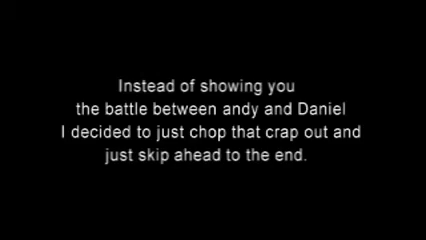 Instead of showing you
the battle between andy and Daniel
I decided to just chop that crap out and
just skip ahead to the end.